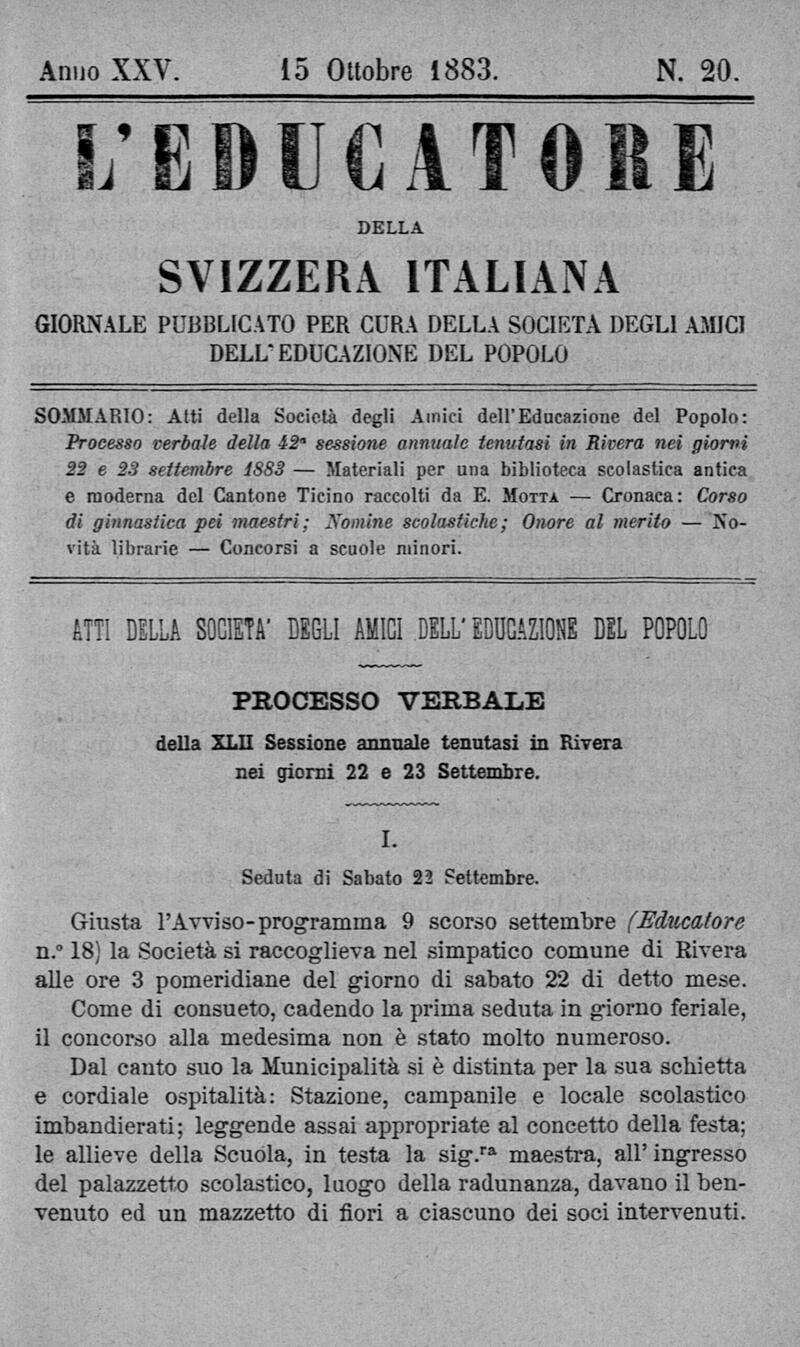 Anno XXV. 15 Ottobre 1883. N. 20.
L'EDUCATORE
DELLA
SVIZZERA ITALIANA
GIORNALE PUBBLICATO PER CURA DELLA SOCIETÀ DEGLI AMICI
DELL'EDUCAZIONE DEL POPOLO
SOMMARIO: Atti della Società degli Amici dell'Educazione del Popolo:
Processo verbale della 42ª sessione annuale tenutasi in Rivera nei giorni
22 e 23 settembre 1883 — Materiali per una biblioteca scolastica antica
e moderna del Cantone Ticino raccolti da E. MOTTA — Cronaca: Corso
di ginnastica pei maestri; Nomine scolastiche; Onore al merito — No-
vità librarie — Concorsi a scuole minori.
ATTI DELLA SOCIETA' DEGLI AMICI DELL'EDUCAZIONE DEL POPOLO
PROCESSO VERBALE
della XLII Sessione annuale tenutasi in Rivera
nei giorni 22 e 23 Settembre.
I.
Seduta di Sabato 22 Settembre.
Giusta l'Avviso-programma 9 scorso settembre (Educatore
n.° 18) la Società si raccoglieva nel simpatico comune di Rivera
alle ore 3 pomeridiane del giorno di sabato 22 di detto mese.
Come di consueto, cadendo la prima seduta in giorno feriale,
il concorso alla medesima non è stato molto numeroso.
Dal canto suo la Municipalità si è distinta per la sua schietta
e cordiale ospitalità: Stazione, campanile e locale scolastico
imbandierati; leggende assai appropriate al concetto della festa;
le allieve della Scuola, in testa la sig.ra maestra, all' ingresso
del palazzetto scolastico, luogo della radunanza, davano il ben-
venuto ed un mazzetto di fiori a ciascuno dei soci intervenuti.